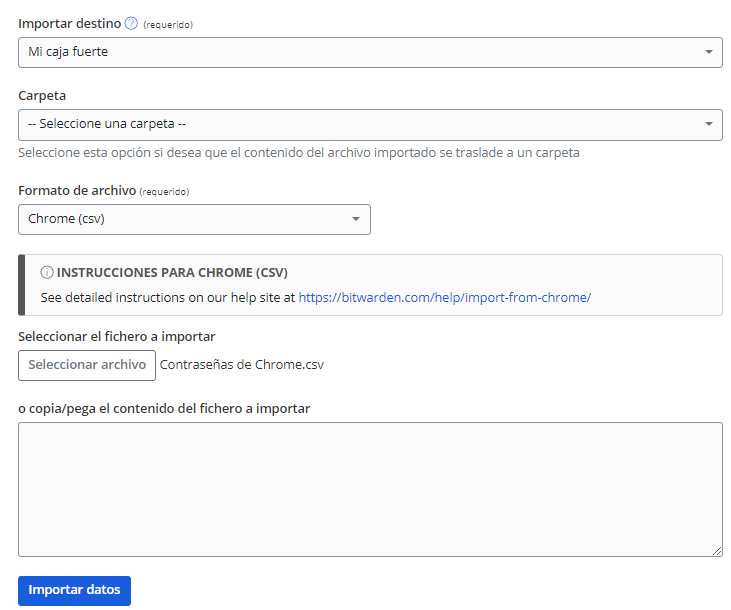 Importar destino (requerido)
Mi caja fuerte
Carpeta
-- Seleccione una carpeta --
Seleccione esta opción si desea que el contenido del archivo importado se traslade a un carpeta
Formato de archivo (requerido)
Chrome (csv)
INSTRUCCIONES PARA CHROME (CSV)
See detailed instructions on our help site at https://bitwarden.com/help/import-from-chrome/
Seleccionar el fichero a importar
Seleccionar archivo Contraseñas de Chrome.csv
o copia/pega el contenido del fichero a importar
Importar datos